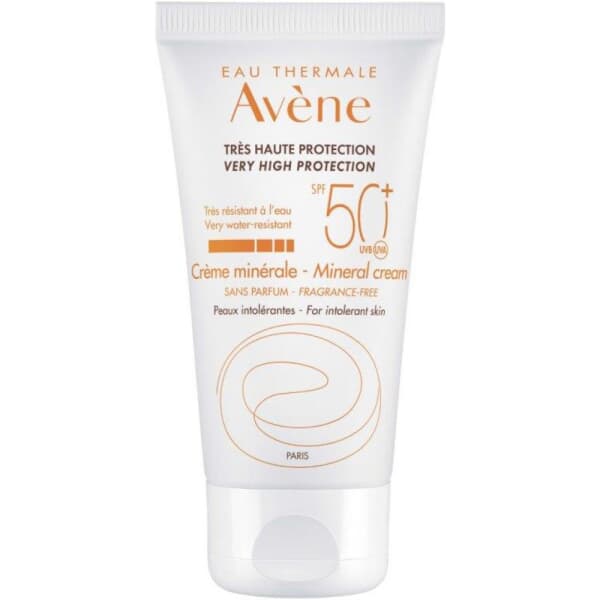 EAU THERMALE
Avène
TRÈS HAUTE PROTECTION
VERY HIGH PROTECTION
SPF 50+
UVB UVA
Très résistant à l'eau
Very water-resistant
Crème minérale - Mineral cream
SANS PARFUM - FRAGRANCE-FREE
Peaux intolérantes - For intolerant skin
PARIS